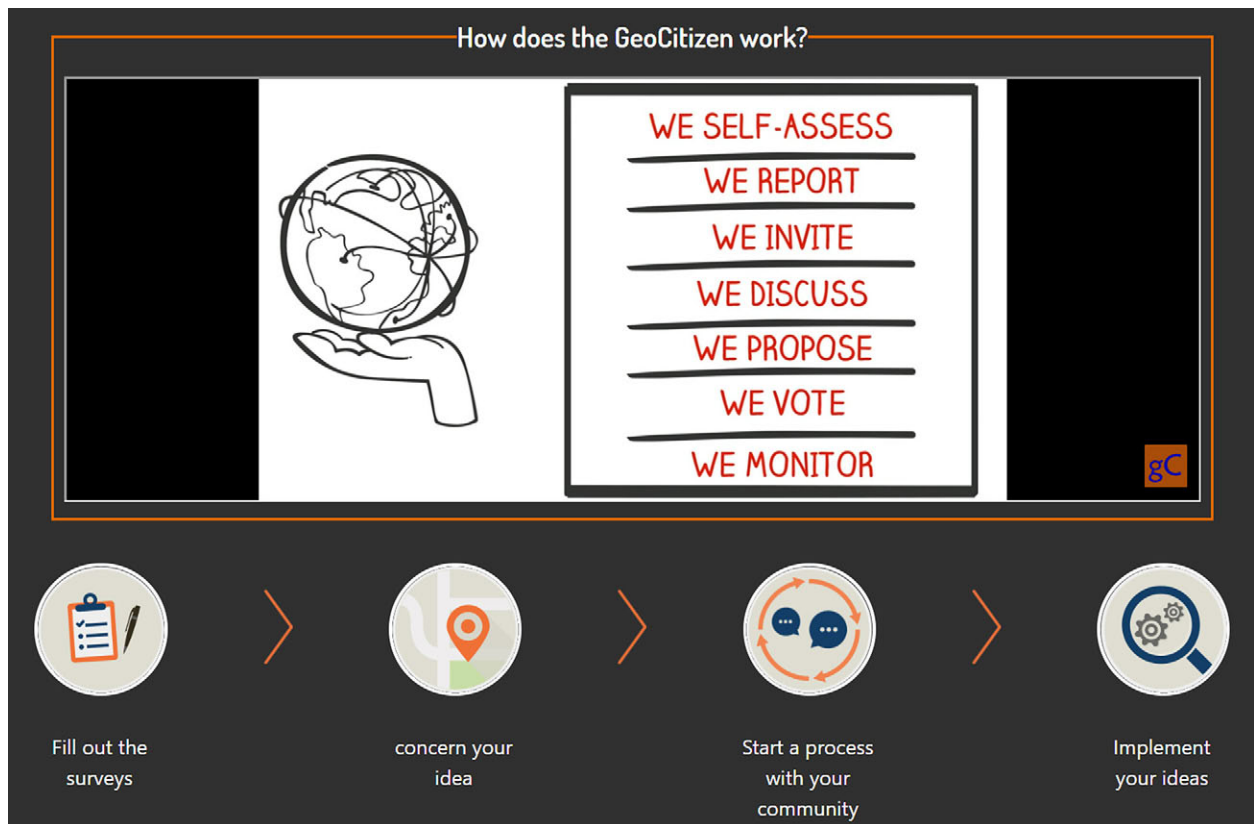 How does the GeoCitizen work?
WE SELF-ASSESS
WE REPORT
WE INVITE
WE DISCUSS
WE PROPOSE
WE VOTE
WE MONITOR
gC
Fill out the
surveys
concern your
idea
Start a process
with your
community
Implement
your ideas